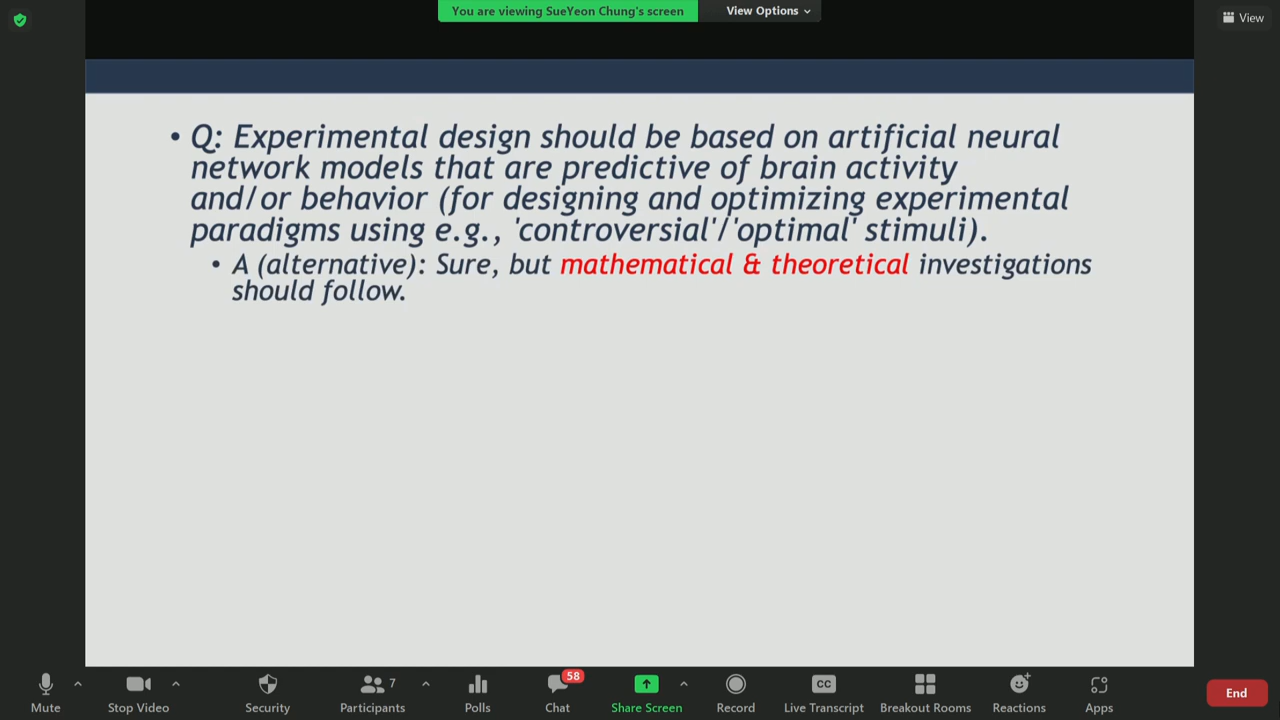 You are viewing SueYeon Chung's screen
View Options
View
• Q: Experimental design should be based on artificial neural
network models that are predictive of brain activity
and/or behavior (for designing and optimizing experimental
paradigms using e.g., 'controversial'/'optimal' stimuli).
• A (alternative): Sure, but mathematical & theoretical investigations
should follow.
58
7
CC
Mute
Stop Video
Security
Participants
Polls
Chat
Share Screen
Record
Live Transcript
Breakout Rooms
Reactions
Apps
End